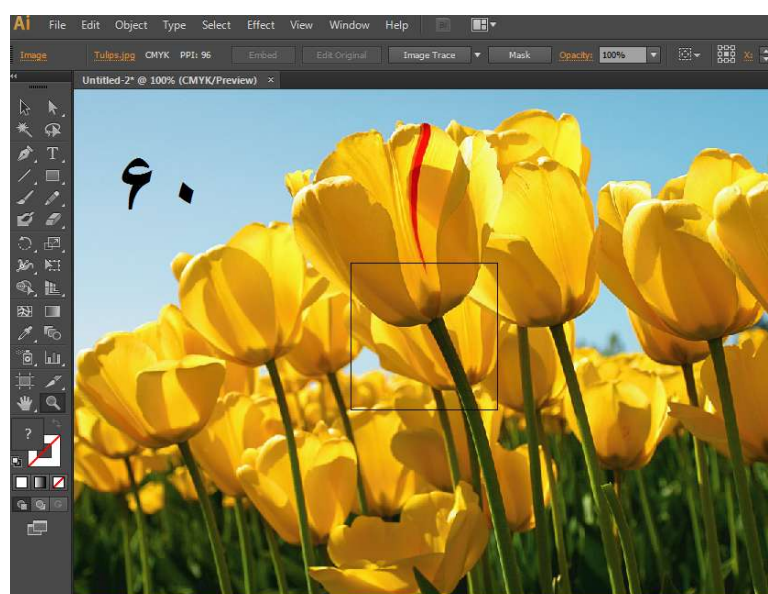 Ai File Edit Object Type Select Effect View Window Help Br
Image Tulips.jpg CMYK PPI: 96 Embed Edit Original Image Trace Mask Opacity: 100% X:
Untitled-2* @ 100% (CMYK/Preview) ×
۶۰
T
?